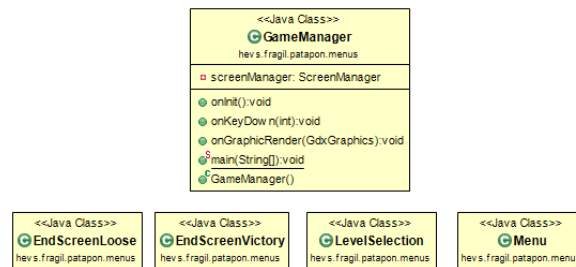 <<Java Class>>
GameManager
hevs.fragil.patapon.menus
screenManager: ScreenManager
onInit():void
onKeyDown(int):void
onGraphicRender(GdxGraphics):void
S main(String[]):void
C GameManager()
<<Java Class>> <<Java Class>> <<Java Class>> <<Java Class>>
EndScreenLoose EndScreenVictory LevelSelection Menu
hevs.fragil.patapon.menus hevs.fragil.patapon.menus hevs.fragil.patapon.menus hevs.fragil.patapon.menus